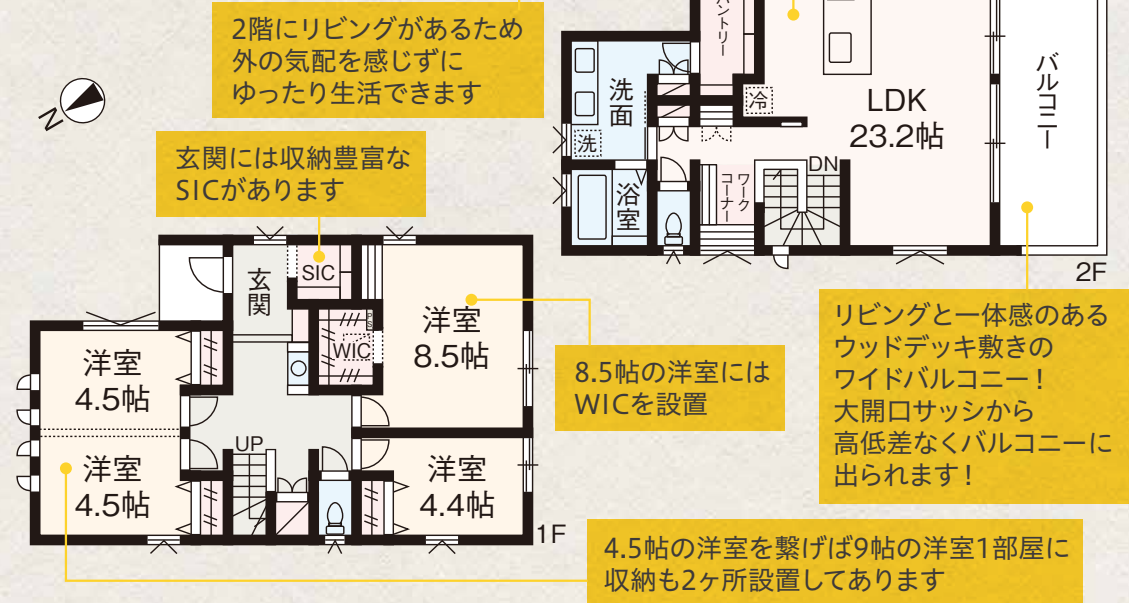 2階にリビングがあるため
外の気配を感じずに
ゆったり生活できます
N
玄関には収納豊富な
SICがあります
パントリー
洗面
洗
浴室
冷
LDK
23.2帖
DN
ワーク
コーナー
バルコニー
2F
玄関
SIC
PS
WIC
洋室
8.5帖
洋室
4.5帖
洋室
4.5帖
UP
洋室
4.4帖
1F
8.5帖の洋室には
WICを設置
リビングと一体感のある
ウッドデッキ敷きの
ワイドバルコニー!
大開口サッシから
高低差なくバルコニーに
出られます!
4.5帖の洋室を繋げば9帖の洋室1部屋に
収納も2ヶ所設置してあります